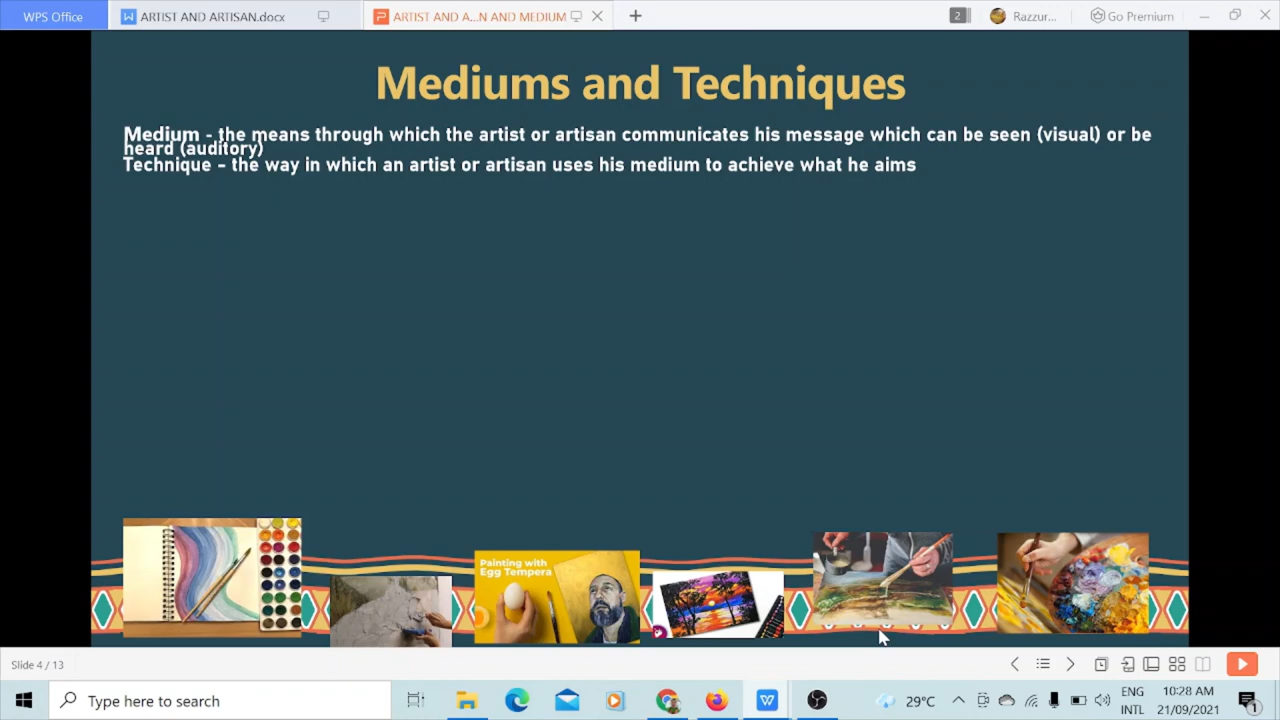 WPS Office
ARTIST AND ARTISAN.docx
ARTIST AND A...N AND MEDIUM
2
Razzur...
Go Premium
Mediums and Techniques
Medium - the means through which the artist or artisan communicates his message which can be seen (visual) or be
heard (auditory)
Technique - the way in which an artist or artisan uses his medium to achieve what he aims
Painting with
Egg Tempera
Slide 4 / 13
Type here to search
29°C
ENG
INTL
10:28 AM
21/09/2021
1